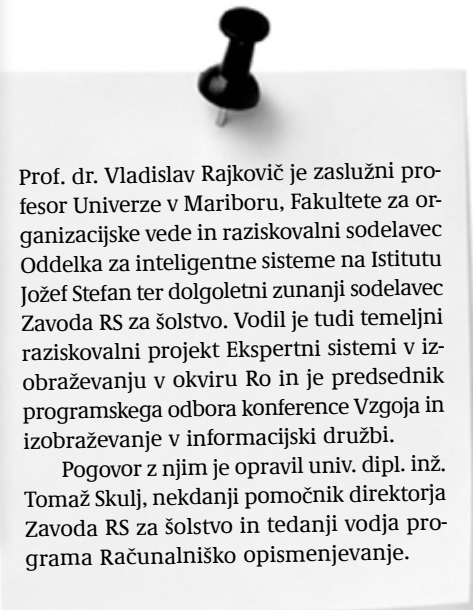 Prof. dr. Vladislav Rajkovič je zaslužni pro-
fesor Univerze v Mariboru, Fakultete za or-
ganizacijske vede in raziskovalni sodelavec
Oddelka za inteligentne sisteme na Istitutu
Jožef Stefan ter dolgoletni zunanji sodelavec
Zavoda RS za šolstvo. Vodil je tudi temeljni
raziskovalni projekt Ekspertni sistemi v iz-
obraževanju v okviru Ro in je predsednik
programskega odbora konference Vzgoja in
izobraževanje v informacijski družbi.
Pogovor z njim je opravil univ. dipl. inž.
Tomaž Skulj, nekdanji pomočnik direktorja
Zavoda RS za šolstvo in tedanji vodja pro-
grama Računalniško opismenjevanje.